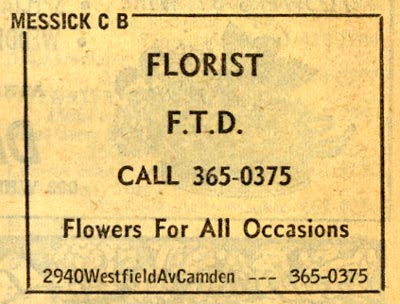 MESSICK C B
FLORIST
F.T.D.
CALL 365-0375
Flowers For All Occasions
2940WestfieldAvCamden --- 365-0375